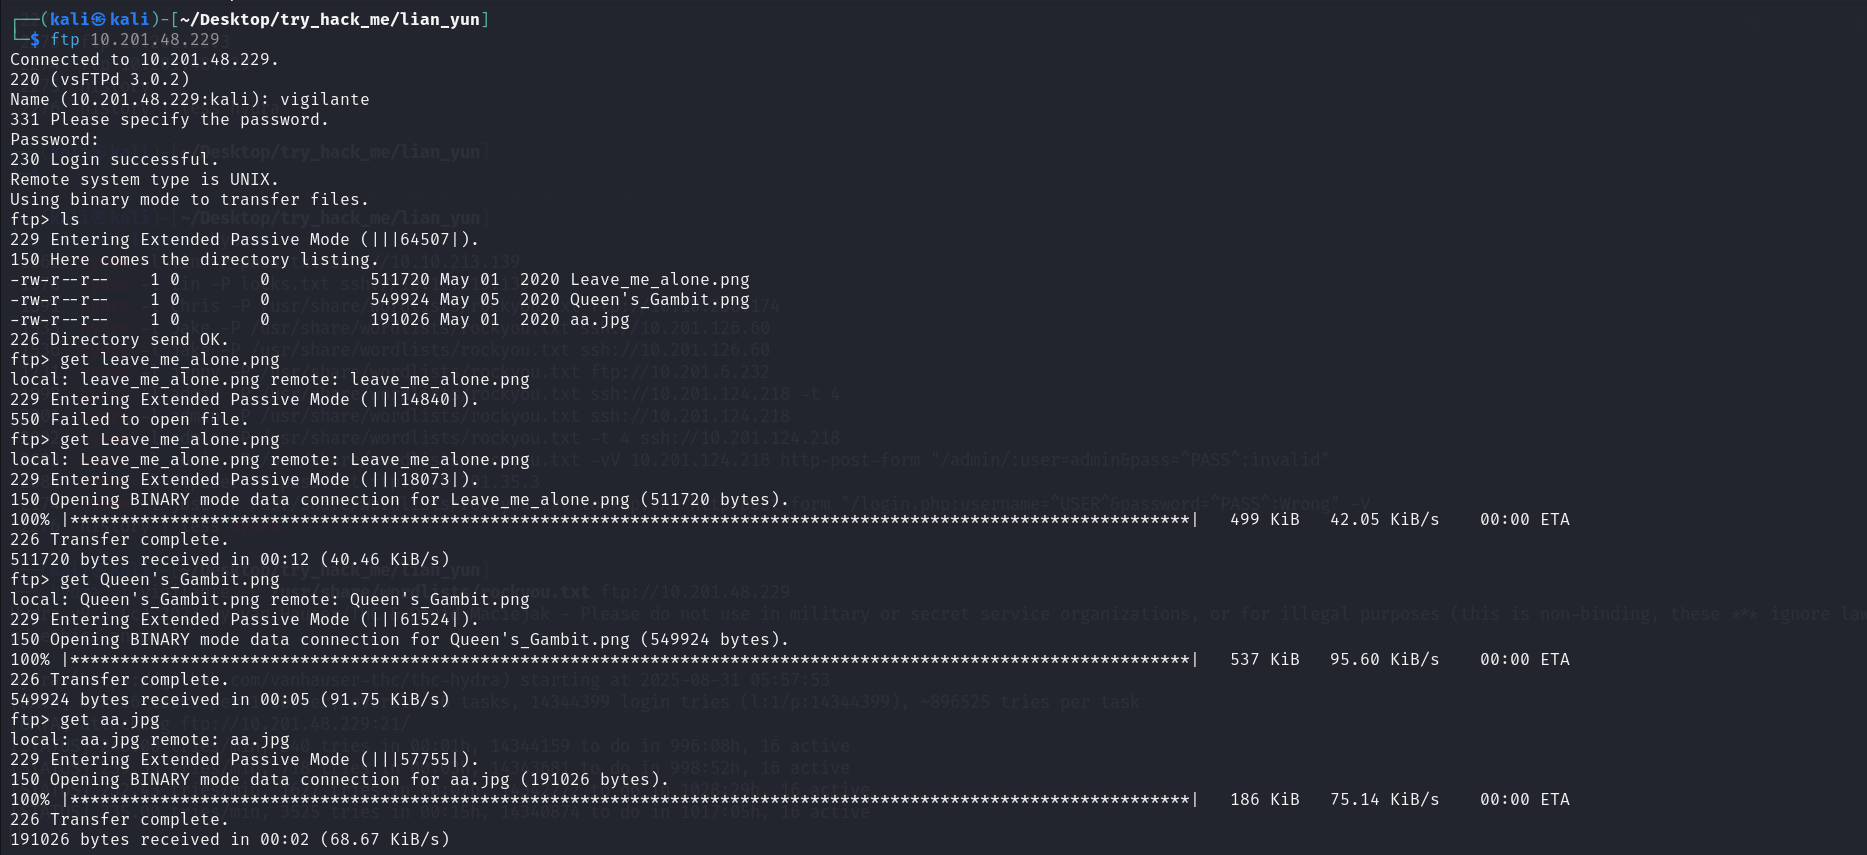 ┌──(kali㉿kali)-[~/Desktop/try_hack_me/lian_yun]
└─$ ftp 10.201.48.229
Connected to 10.201.48.229.
220 (vsFTPd 3.0.2)
Name (10.201.48.229:kali): vigilante
331 Please specify the password.
Password:
230 Login successful.
Remote system type is UNIX.
Using binary mode to transfer files.
ftp> ls
229 Entering Extended Passive Mode (|||64507|).
150 Here comes the directory listing.
-rw-r--r--    1 0        0          511720 May 01  2020 Leave_me_alone.png
-rw-r--r--    1 0        0          549924 May 05  2020 Queen's_Gambit.png
-rw-r--r--    1 0        0          191026 May 01  2020 aa.jpg
226 Directory send OK.
ftp> get leave_me_alone.png
local: leave_me_alone.png remote: leave_me_alone.png
229 Entering Extended Passive Mode (|||14840|).
550 Failed to open file.
ftp> get Leave_me_alone.png
local: Leave_me_alone.png remote: Leave_me_alone.png
229 Entering Extended Passive Mode (|||18073|).
150 Opening BINARY mode data connection for Leave_me_alone.png (511720 bytes).
100% |****************************************************************************************************************|   499 KiB   42.05 KiB/s    00:00 ETA
226 Transfer complete.
511720 bytes received in 00:12 (40.46 KiB/s)
ftp> get Queen's_Gambit.png
local: Queen's_Gambit.png remote: Queen's_Gambit.png
229 Entering Extended Passive Mode (|||61524|).
150 Opening BINARY mode data connection for Queen's_Gambit.png (549924 bytes).
100% |****************************************************************************************************************|   537 KiB   95.60 KiB/s    00:00 ETA
226 Transfer complete.
549924 bytes received in 00:05 (91.75 KiB/s)
ftp> get aa.jpg
local: aa.jpg remote: aa.jpg
229 Entering Extended Passive Mode (|||57755|).
150 Opening BINARY mode data connection for aa.jpg (191026 bytes).
100% |****************************************************************************************************************|   186 KiB   75.14 KiB/s    00:00 ETA
226 Transfer complete.
191026 bytes received in 00:02 (68.67 KiB/s)